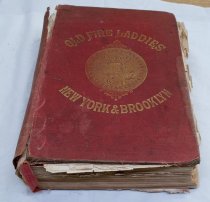 OLD FIRE LADDIES
NEW YORK & BROOKLYN